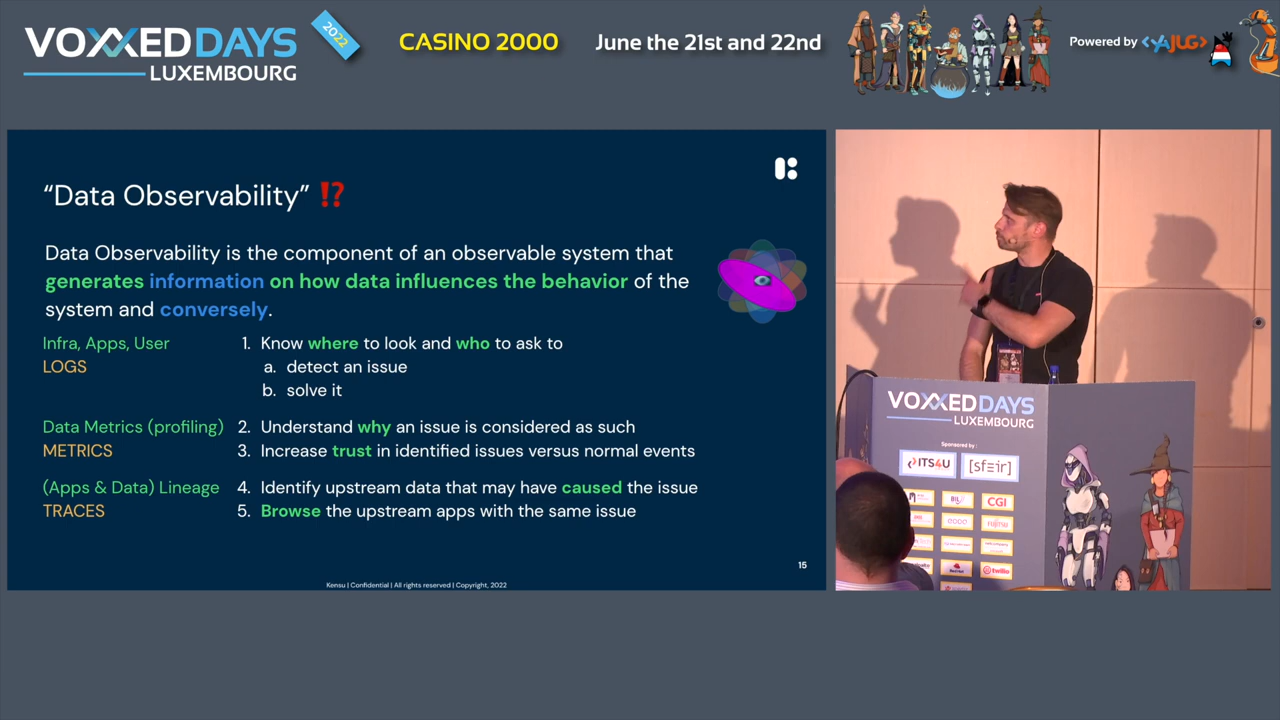 VOXXED DAYS
LUXEMBOURG
2022
CASINO 2000
June the 21st and 22nd
Powered by <YAJUG>
“Data Observability” ⁉
Data Observability is the component of an observable system that
generates information on how data influences the behavior of the
system and conversely.
Infra, Apps, User
LOGS
1. Know where to look and who to ask to
a. detect an issue
b. solve it
Data Metrics (profiling)
METRICS
2. Understand why an issue is considered as such
3. Increase trust in identified issues versus normal events
(Apps & Data) Lineage
TRACES
4. Identify upstream data that may have caused the issue
5. Browse the upstream apps with the same issue
15
Kensu | Confidential | All rights reserved | Copyright, 2022
VOXXED DAYS
LUXEMBOURG
Sponsored by :
ITS4U
[sfeir]
BIL
CGI
twilio